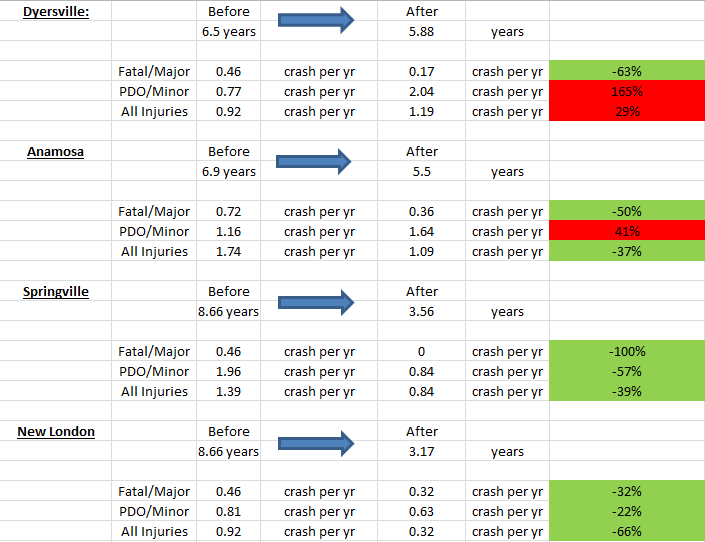 Dyersville: Before After
6.5 years 5.88 years
Fatal/Major 0.46 crash per yr 0.17 crash per yr -63%
PDO/Minor 0.77 crash per yr 2.04 crash per yr 165%
All Injuries 0.92 crash per yr 1.19 crash per yr 29%
Anamosa Before After
6.9 years 5.5 years
Fatal/Major 0.72 crash per yr 0.36 crash per yr -50%
PDO/Minor 1.16 crash per yr 1.64 crash per yr 41%
All Injuries 1.74 crash per yr 1.09 crash per yr -37%
Springville Before After
8.66 years 3.56 years
Fatal/Major 0.46 crash per yr 0 crash per yr -100%
PDO/Minor 1.96 crash per yr 0.84 crash per yr -57%
All Injuries 1.39 crash per yr 0.84 crash per yr -39%
New London Before After
8.66 years 3.17 years
Fatal/Major 0.46 crash per yr 0.32 crash per yr -32%
PDO/Minor 0.81 crash per yr 0.63 crash per yr -22%
All Injuries 0.92 crash per yr 0.32 crash per yr -66%